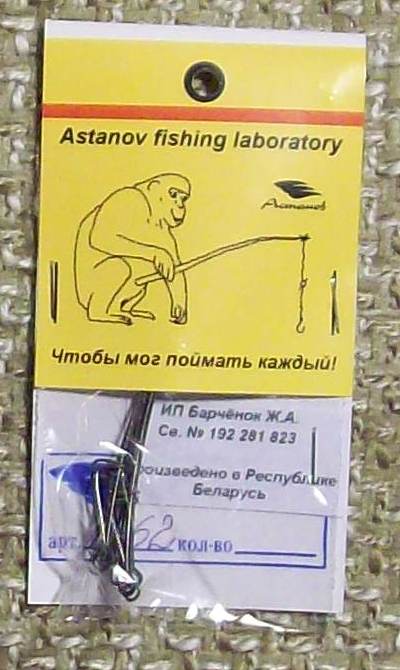 Astanov fishing laboratory
Астанов
Чтобы мог поймать каждый!
ИП Барчёнок Ж.А.
Св. № 192 281 823
роизведено в Республике
Беларусь
арт. 62 кол-во